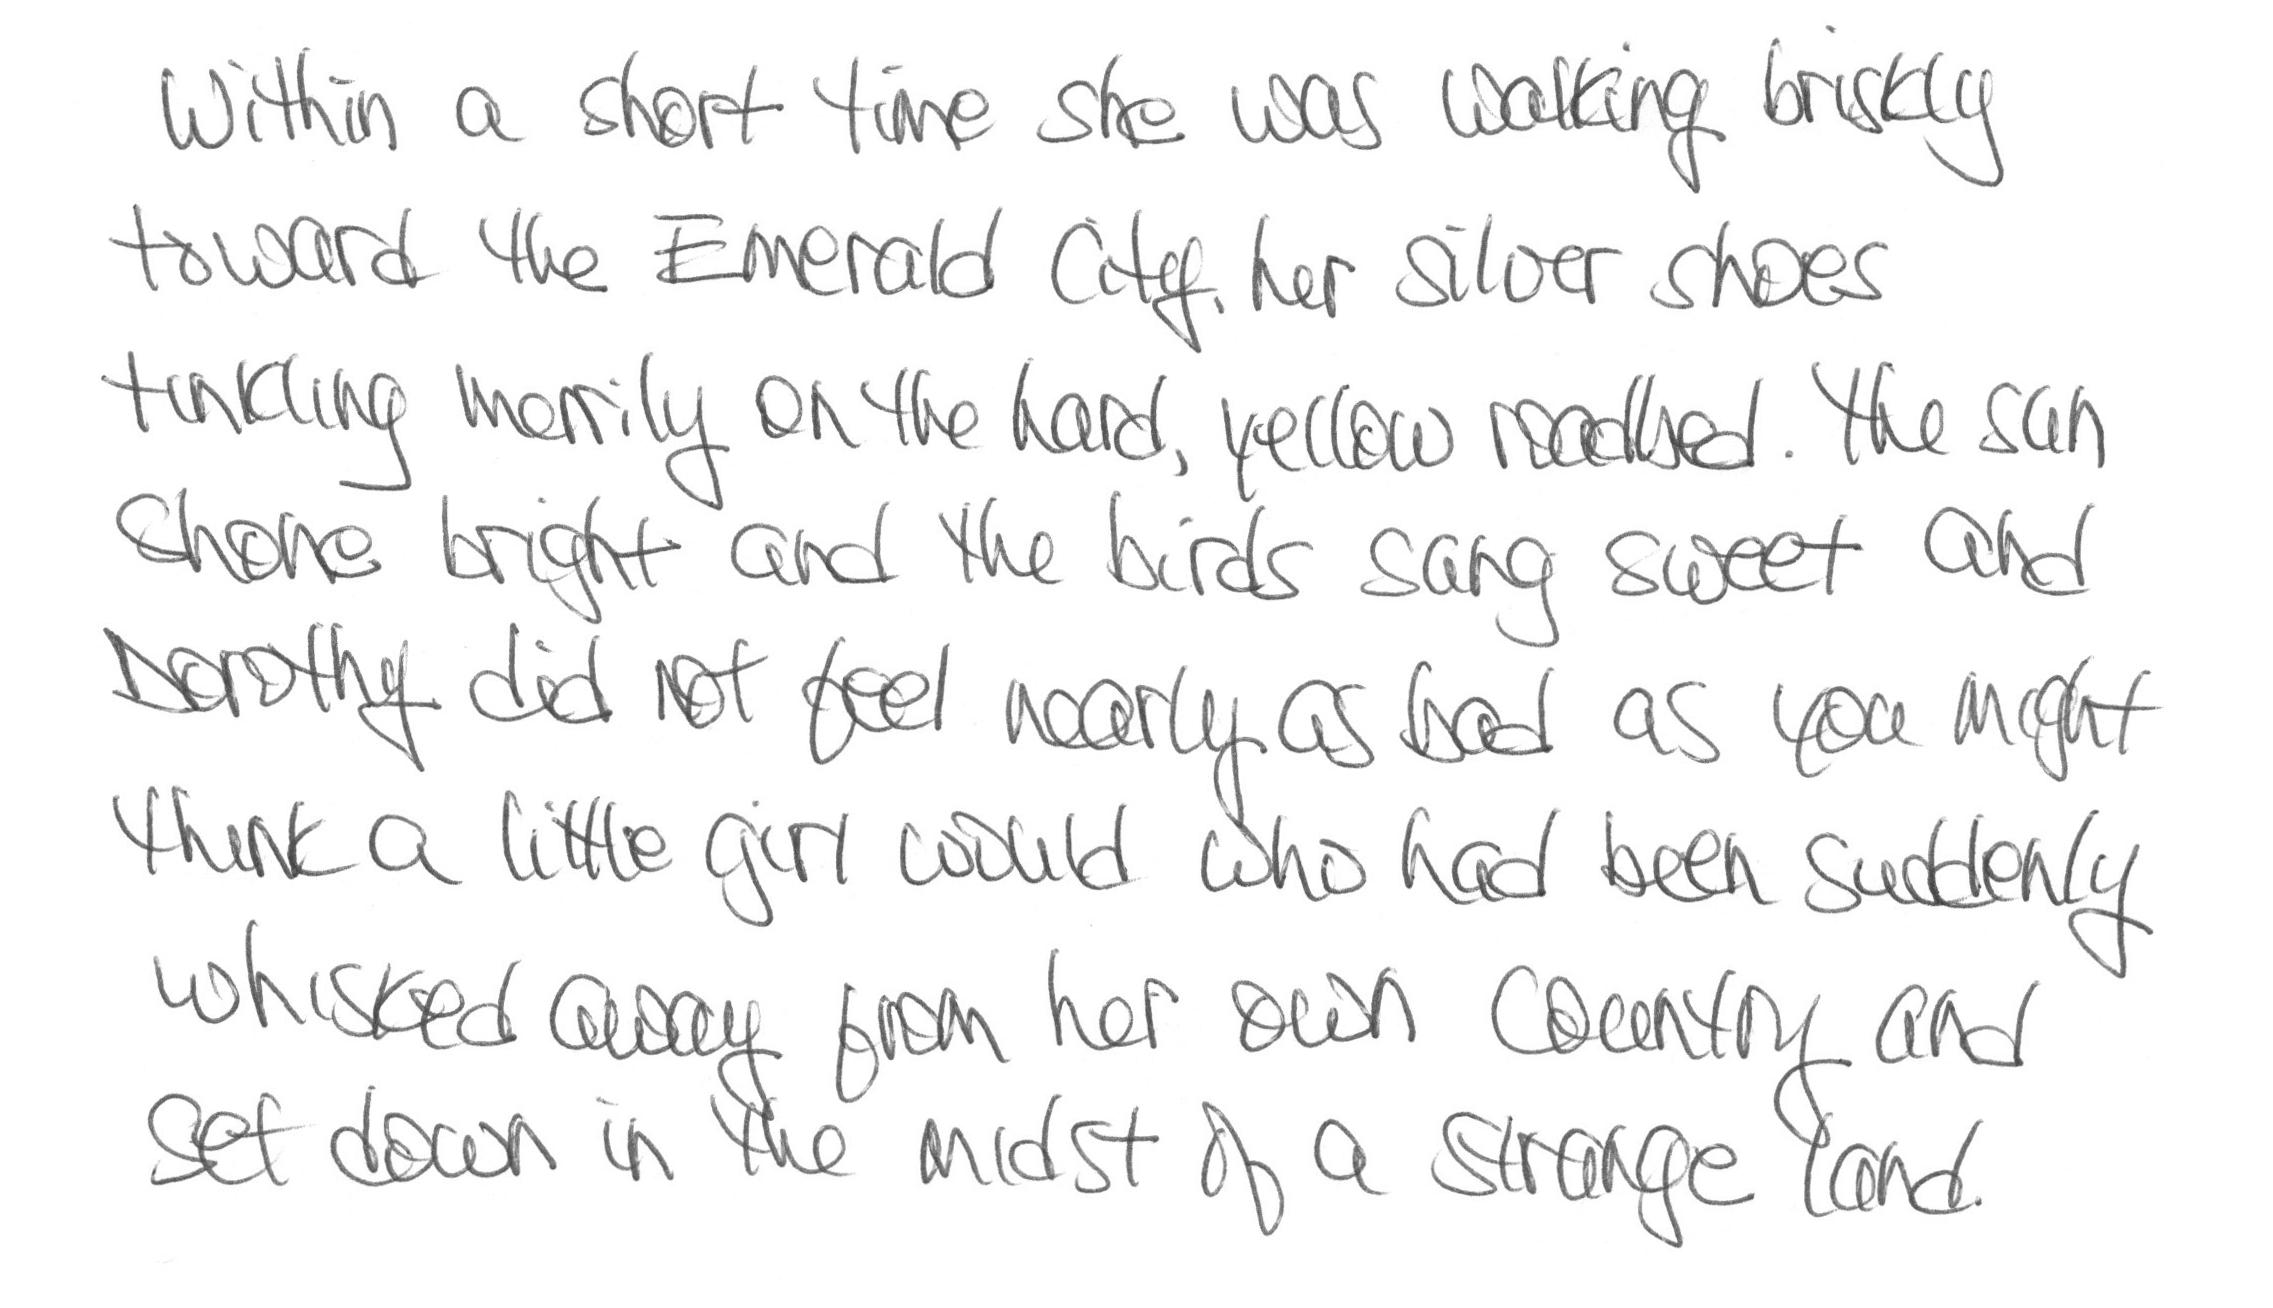 Within a short time she was walking briskly
toward the Emerald City, her silver shoes
tinkling merrily on the hard, yellow roadbed. The sun
shone bright and the birds sang sweet and
Dorothy did not feel nearly as bad as you might
think a little girl would who had been suddenly
whisked away from her own country and
set down in the midst of a strange land.